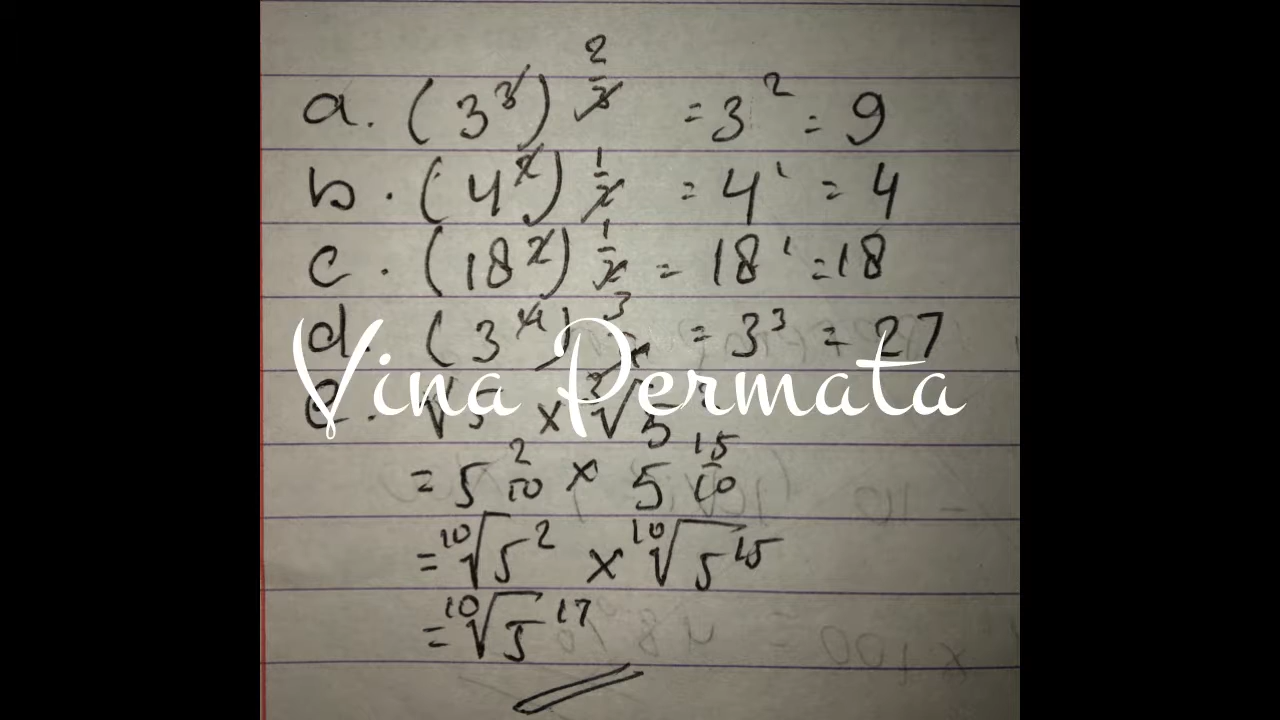 a. (3³)^2/3 = 3² = 9
b. (4²)^1/2 = 4¹ = 4
c. (18²)^1/2 = 18¹ = 18
d. (3⁴)^3/4 = 3³ = 27
Vina Permata
e. √5 × ∛5
= 5^2/10 × 5^15/10
= ¹⁰√5² × ¹⁰√5¹⁵
= ¹⁰√5¹⁷